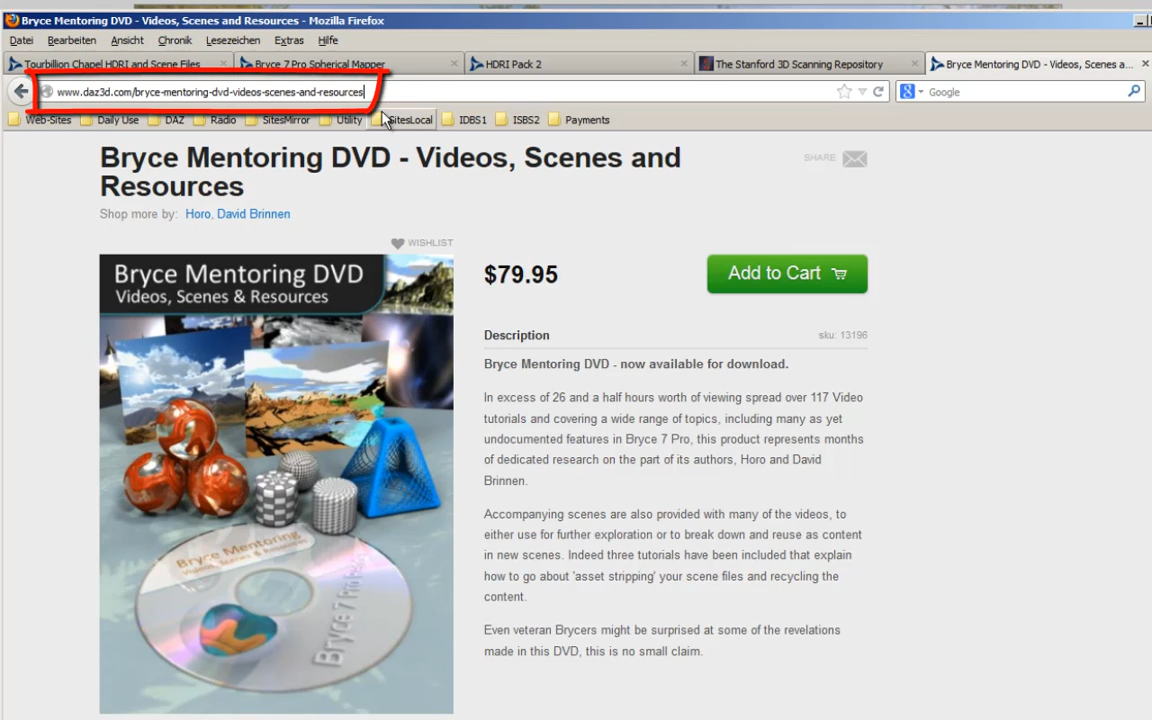 Bryce Mentoring DVD - Videos, Scenes and Resources - Mozilla Firefox
Datei Bearbeiten Ansicht Chronik Lesezeichen Extras Hilfe
Tourbillion Chapel HDRI and Scene Files Bryce 7 Pro Spherical Mapper HDRI Pack 2 The Stanford 3D Scanning Repository Bryce Mentoring DVD - Videos, Scenes a...
www.daz3d.com/bryce-mentoring-dvd-videos-scenes-and-resources Google
Web-Sites Daily Use DAZ Radio SitesMirror Utility SitesLocal IDBS1 ISBS2 Payments
Bryce Mentoring DVD - Videos, Scenes and
Resources
SHARE
Shop more by: Horo, David Brinnen
WISHLIST
Bryce Mentoring DVD
Videos, Scenes & Resources
Bryce Mentoring
Videos, Scenes & Resources
Bryce 7 Pro
$79.95
Add to Cart
Description sku: 13196
Bryce Mentoring DVD - now available for download.
In excess of 26 and a half hours worth of viewing spread over 117 Video
tutorials and covering a wide range of topics, including many as yet
undocumented features in Bryce 7 Pro, this product represents months
of dedicated research on the part of its authors, Horo and David
Brinnen.
Accompanying scenes are also provided with many of the videos, to
either use for further exploration or to break down and reuse as content
in new scenes. Indeed three tutorials have been included that explain
how to go about 'asset stripping' your scene files and recycling the
content.
Even veteran Brycers might be surprised at some of the revelations
made in this DVD, this is no small claim.